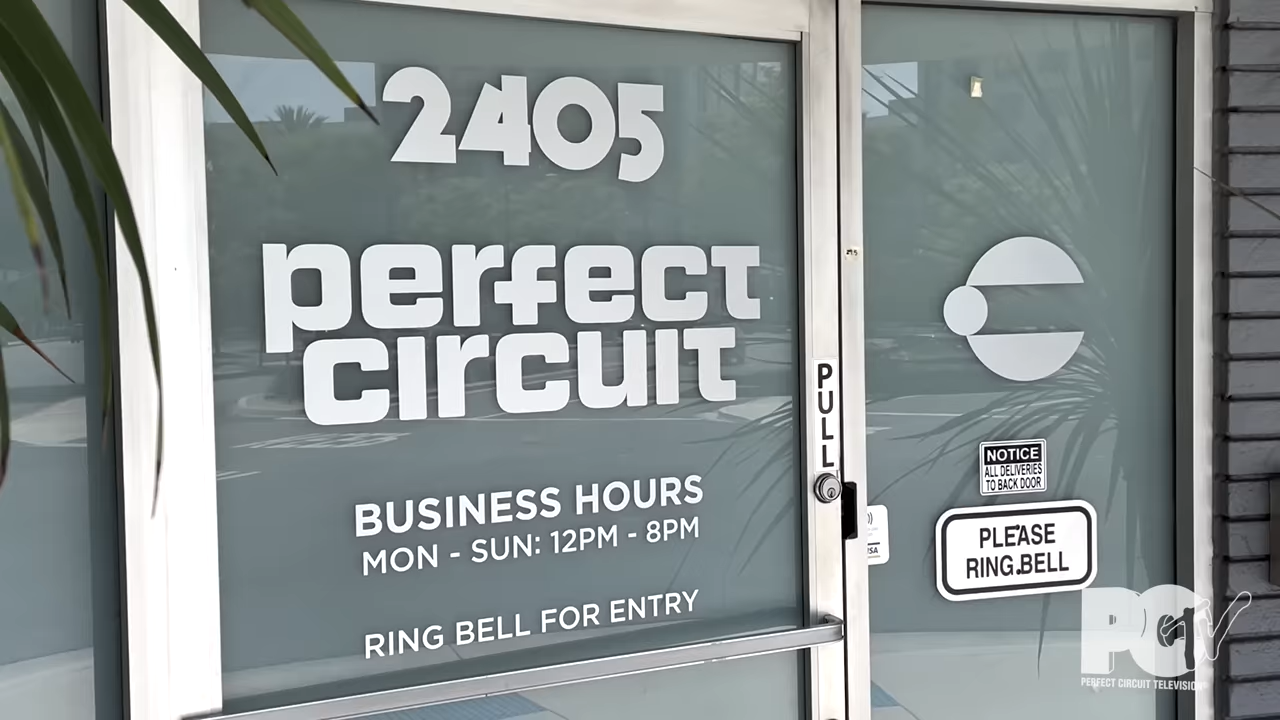 2405
perfect
circuit
BUSINESS HOURS
MON - SUN: 12PM - 8PM
RING BELL FOR ENTRY
PULL
NOTICE
ALL DELIVERIES
TO BACK DOOR
PLEASE
RING BELL
PCTV
PERFECT CIRCUIT TELEVISION